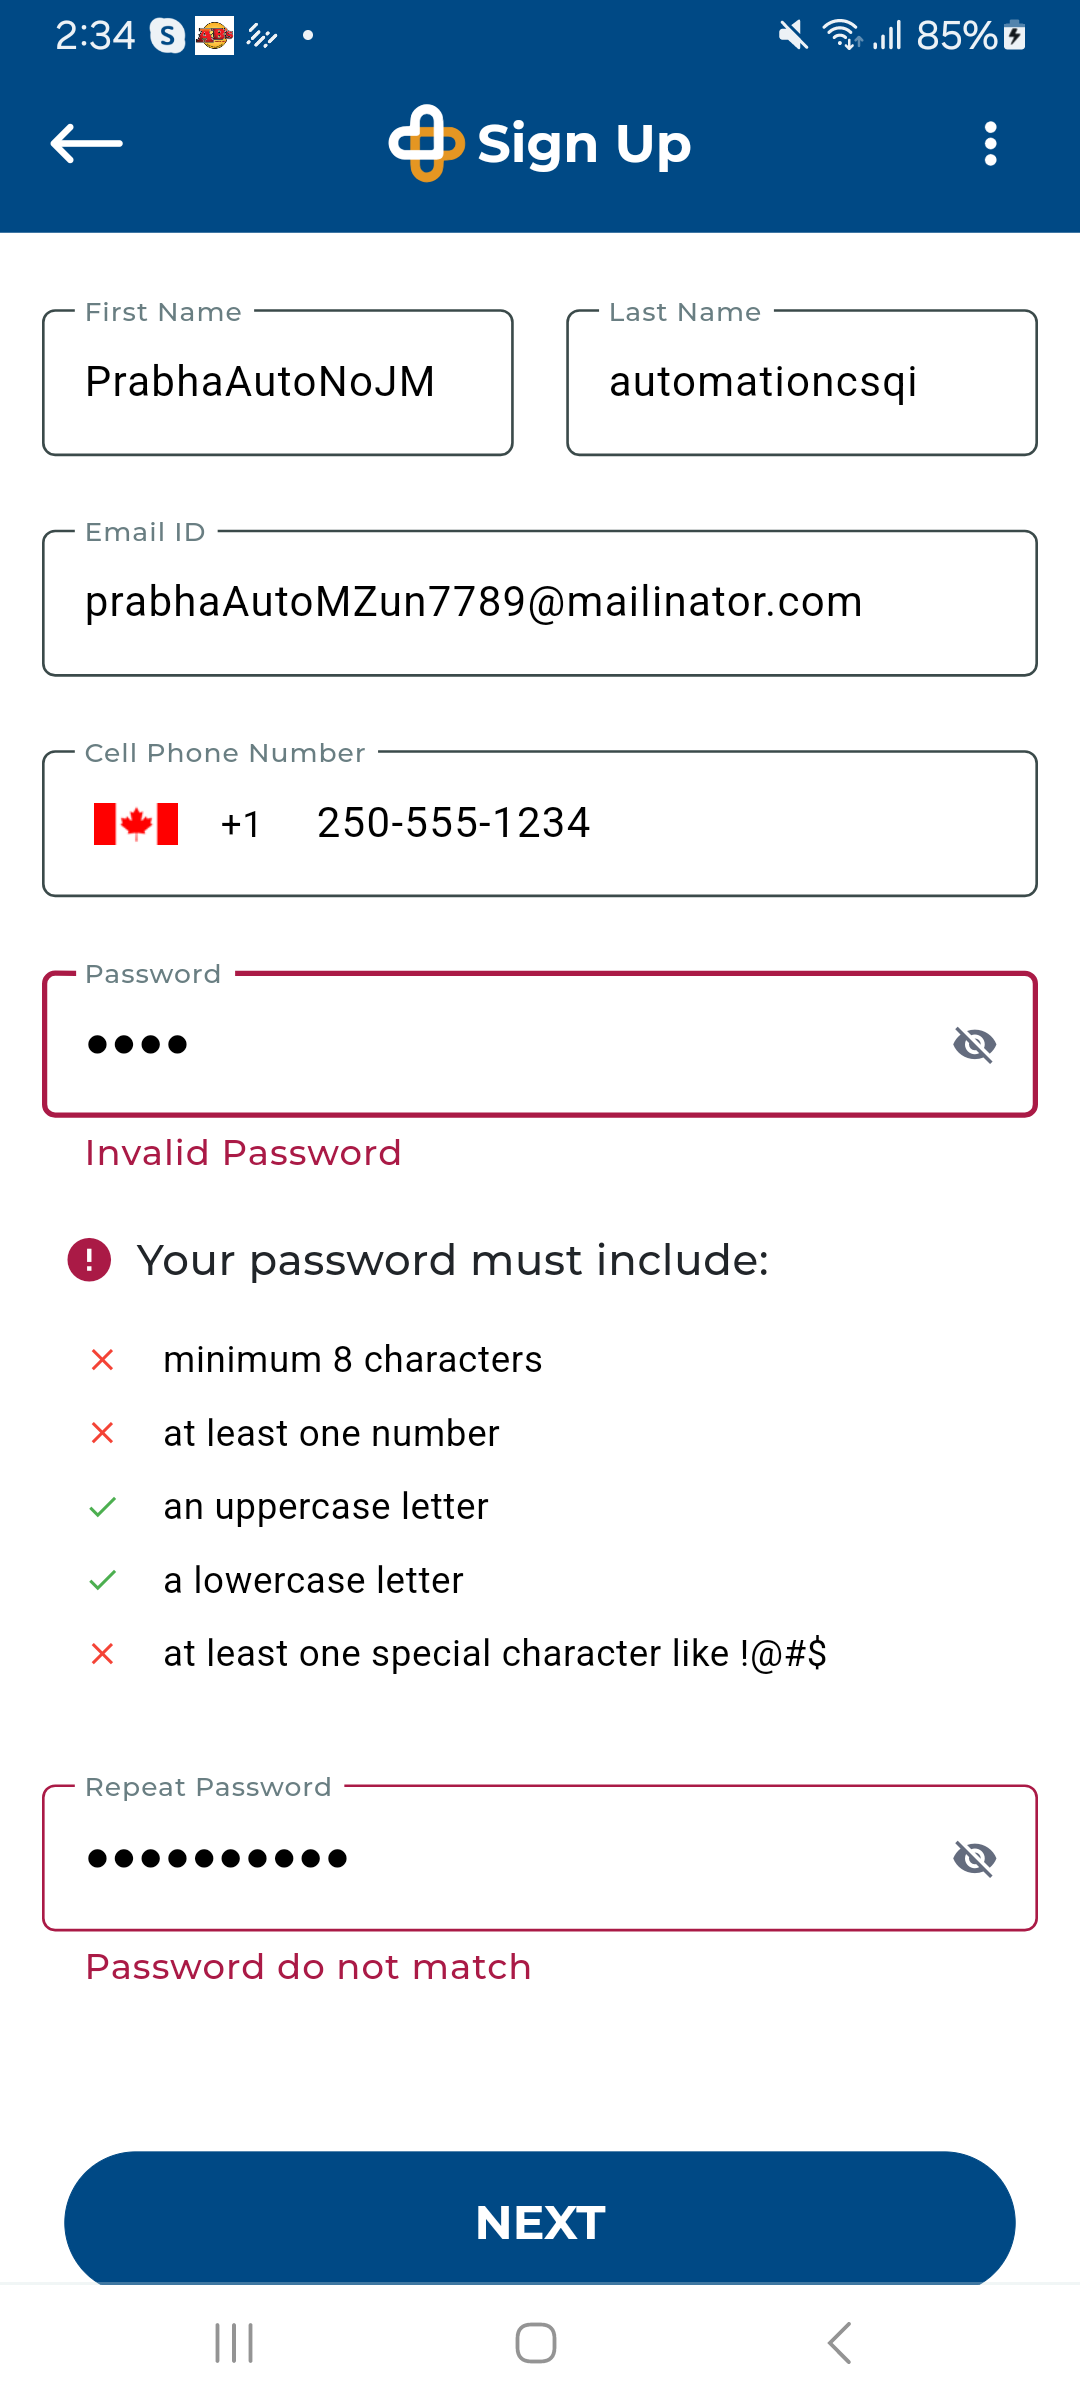 2:34
85%
Sign Up
First Name
Last Name
PrabhaAutoNoJM
automationcsqi
Email ID
prabhaAutoMZun7789@mailinator.com
Cell Phone Number
+1 250-555-1234
Password
••••
Invalid Password
Your password must include:
minimum 8 characters
at least one number
an uppercase letter
a lowercase letter
at least one special character like !@#$
Repeat Password
••••••••••
Password do not match
NEXT